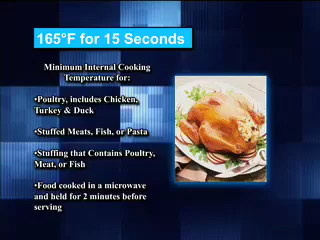 165°F for 15 Seconds
Minimum Internal Cooking
Temperature for:
•Poultry, includes Chicken,
Turkey & Duck
•Stuffed Meats, Fish, or Pasta
•Stuffing that Contains Poultry,
Meat, or Fish
•Food cooked in a microwave
and held for 2 minutes before
serving